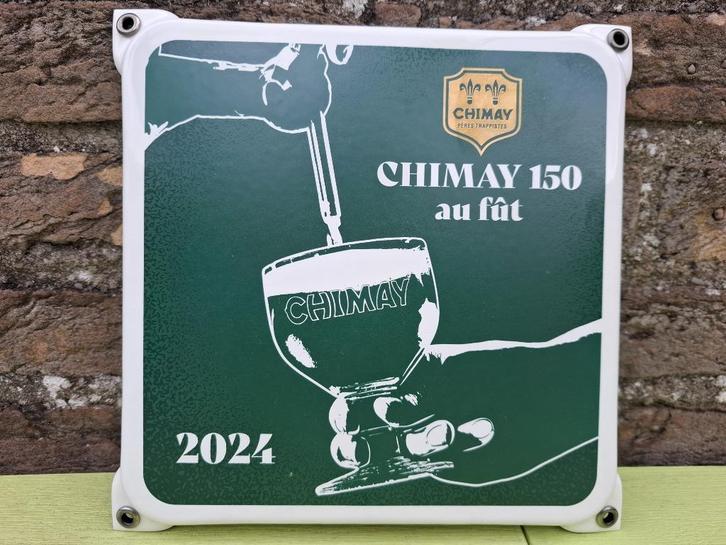 CHIMAY
PÈRES TRAPPISTES
CHIMAY 150
au fût
CHIMAY
2024